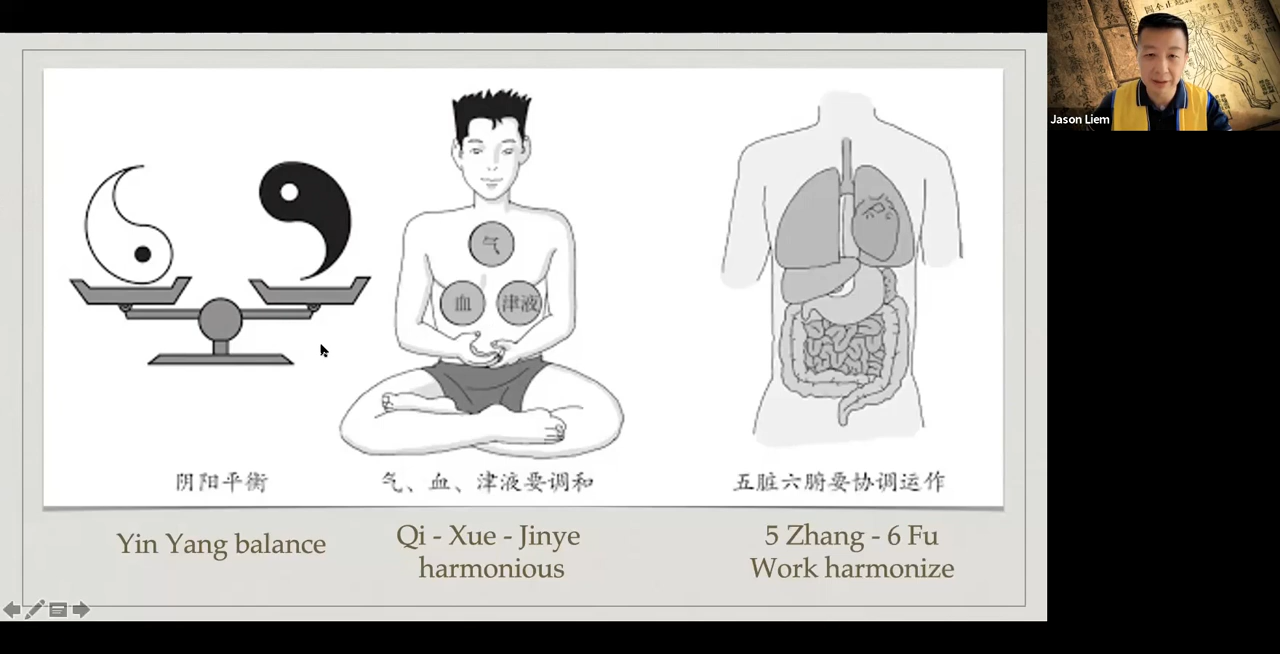 气
血
津液
阴阳平衡
气、血、津液要调和
五脏六腑要协调运作
Yin Yang balance
Qi - Xue - Jinye
harmonious
5 Zhang - 6 Fu
Work harmonize
Jason Liem